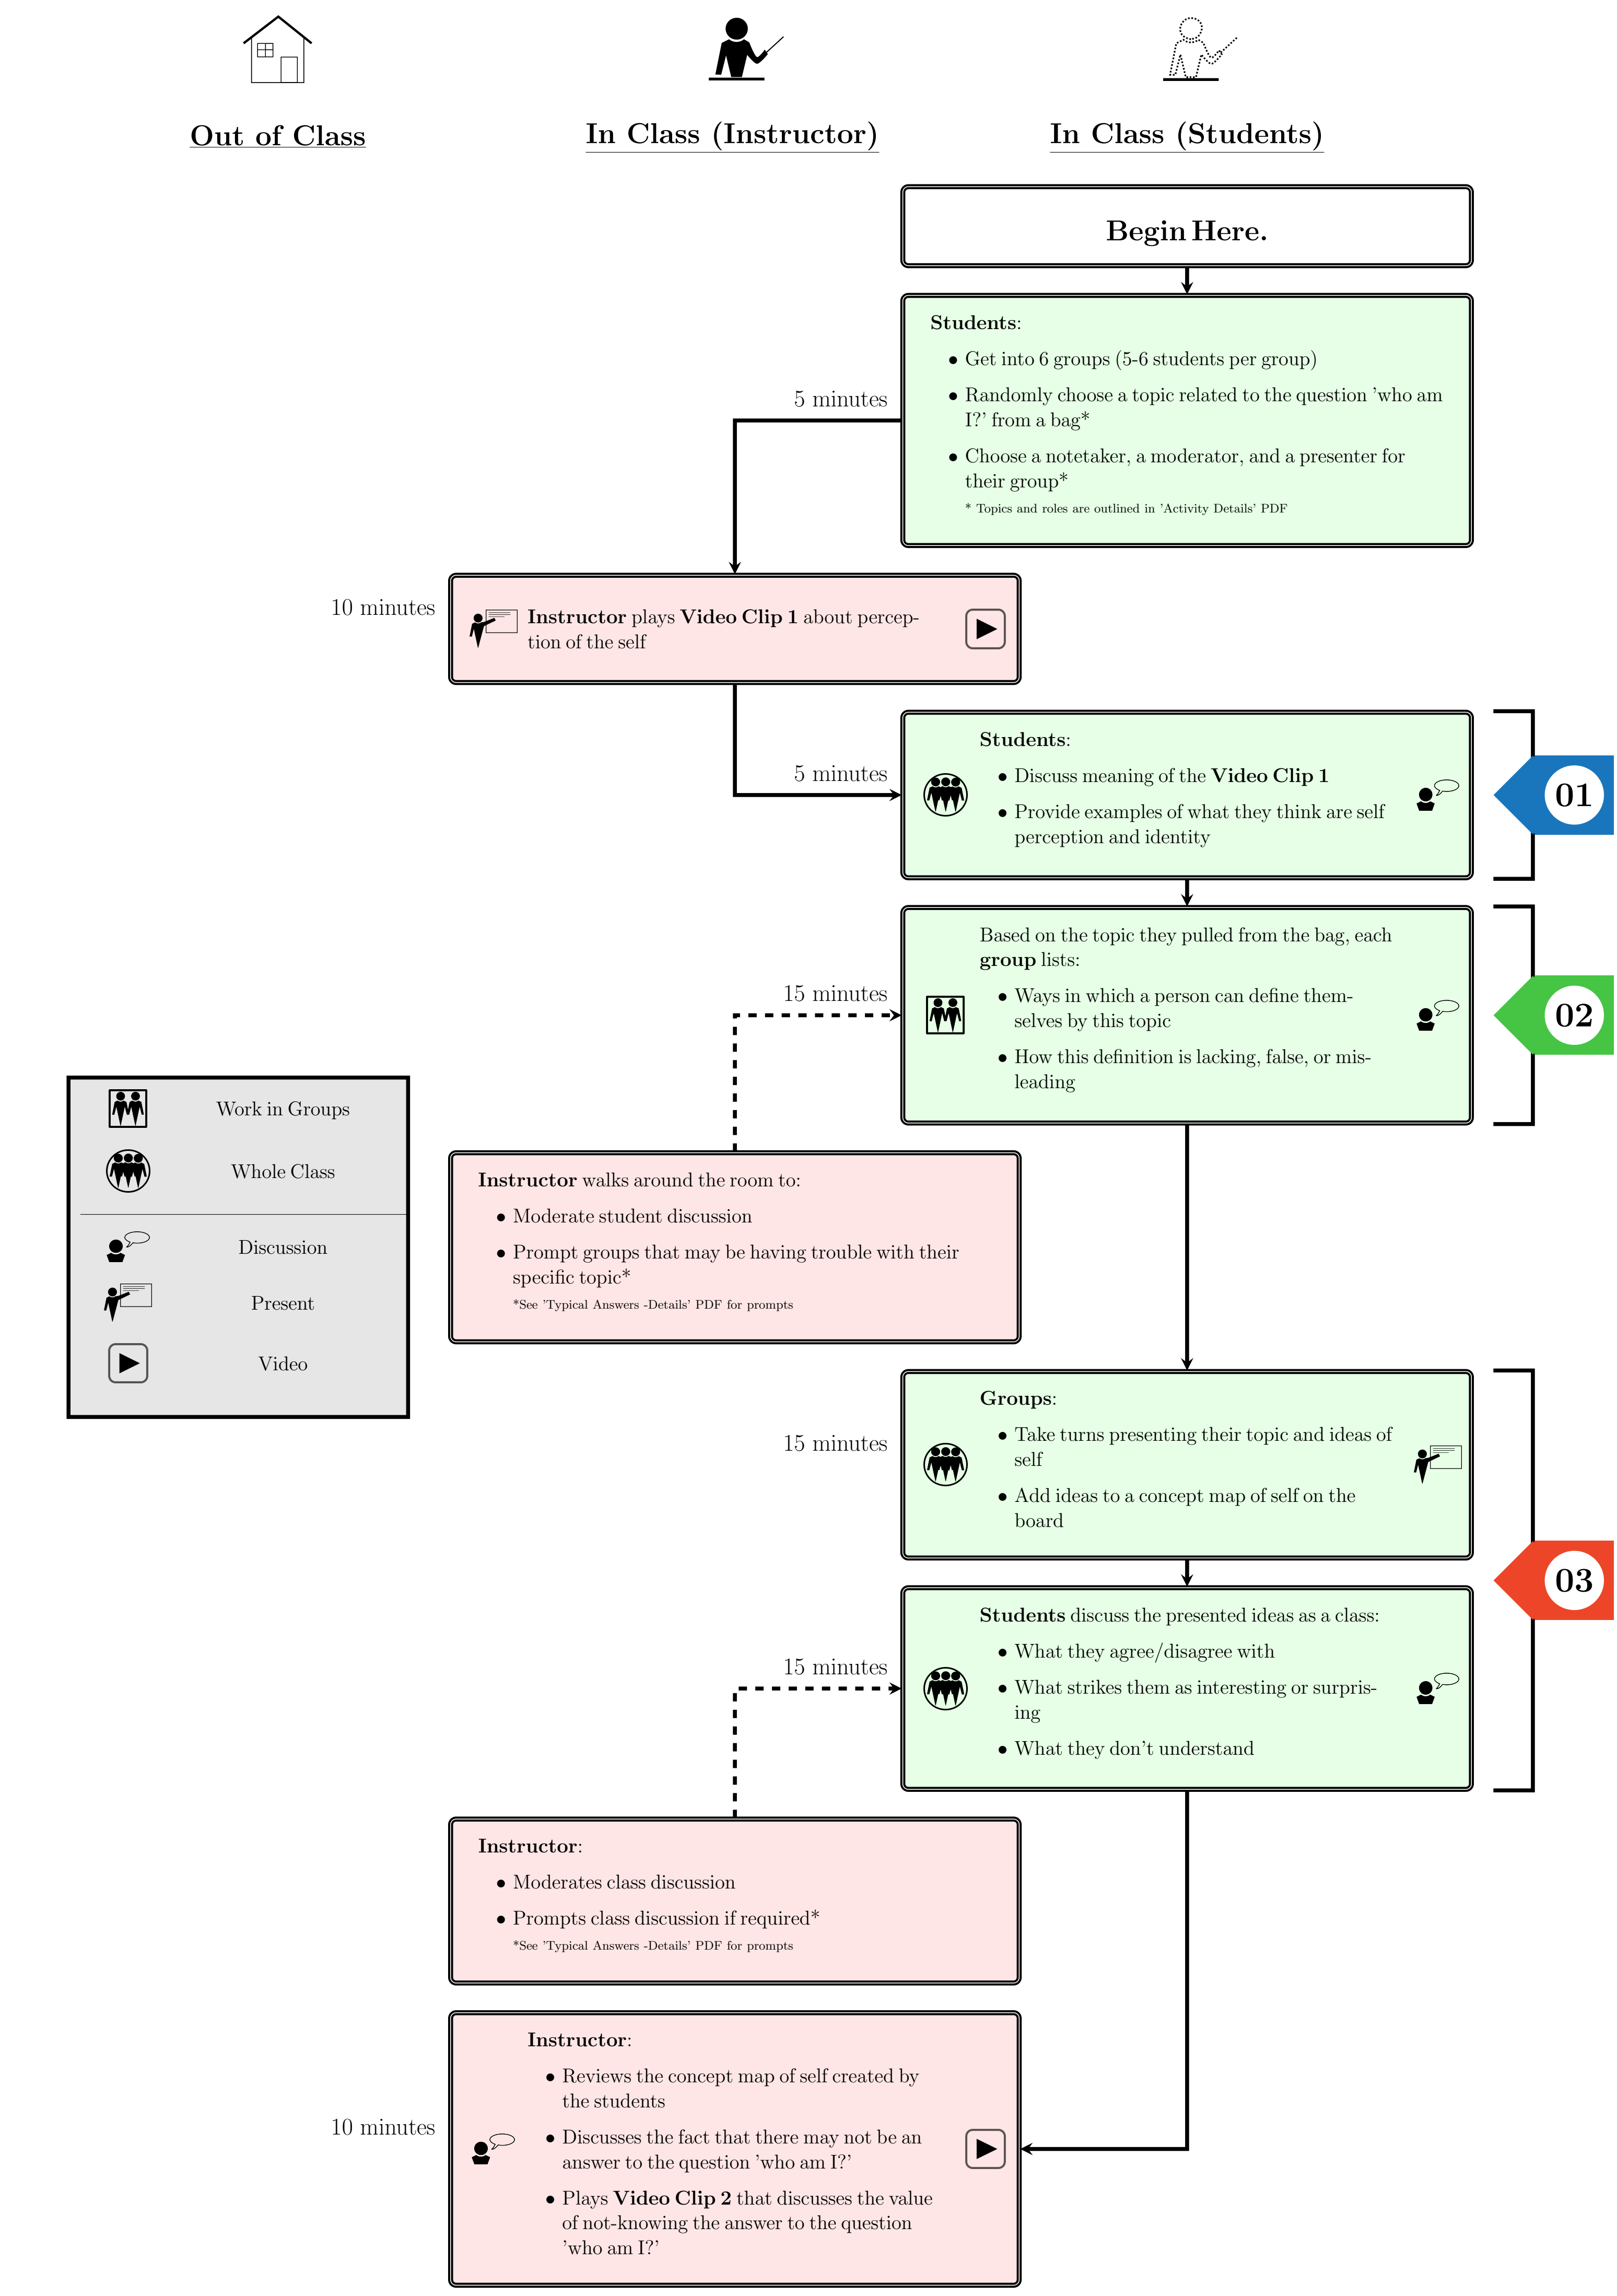 Out of Class
In Class (Instructor)
In Class (Students)
Begin Here.
Students:
• Get into 6 groups (5-6 students per group)
• Randomly choose a topic related to the question 'who am
I?' from a bag*
• Choose a notetaker, a moderator, and a presenter for
their group*
* Topics and roles are outlined in 'Activity Details' PDF
5 minutes
10 minutes
Instructor plays Video Clip 1 about percep-
tion of the self
5 minutes
Students:
• Discuss meaning of the Video Clip 1
• Provide examples of what they think are self
perception and identity
01
15 minutes
Based on the topic they pulled from the bag, each
group lists:
• Ways in which a person can define them-
selves by this topic
• How this definition is lacking, false, or mis-
leading
02
Work in Groups
Whole Class
Discussion
Present
Video
Instructor walks around the room to:
• Moderate student discussion
• Prompt groups that may be having trouble with their
specific topic*
*See 'Typical Answers -Details' PDF for prompts
15 minutes
Groups:
• Take turns presenting their topic and ideas of
self
• Add ideas to a concept map of self on the
board
03
15 minutes
Students discuss the presented ideas as a class:
• What they agree/disagree with
• What strikes them as interesting or surpris-
ing
• What they don't understand
Instructor:
• Moderates class discussion
• Prompts class discussion if required*
*See 'Typical Answers -Details' PDF for prompts
10 minutes
Instructor:
• Reviews the concept map of self created by
the students
• Discusses the fact that there may not be an
answer to the question 'who am I?'
• Plays Video Clip 2 that discusses the value
of not-knowing the answer to the question
'who am I?'